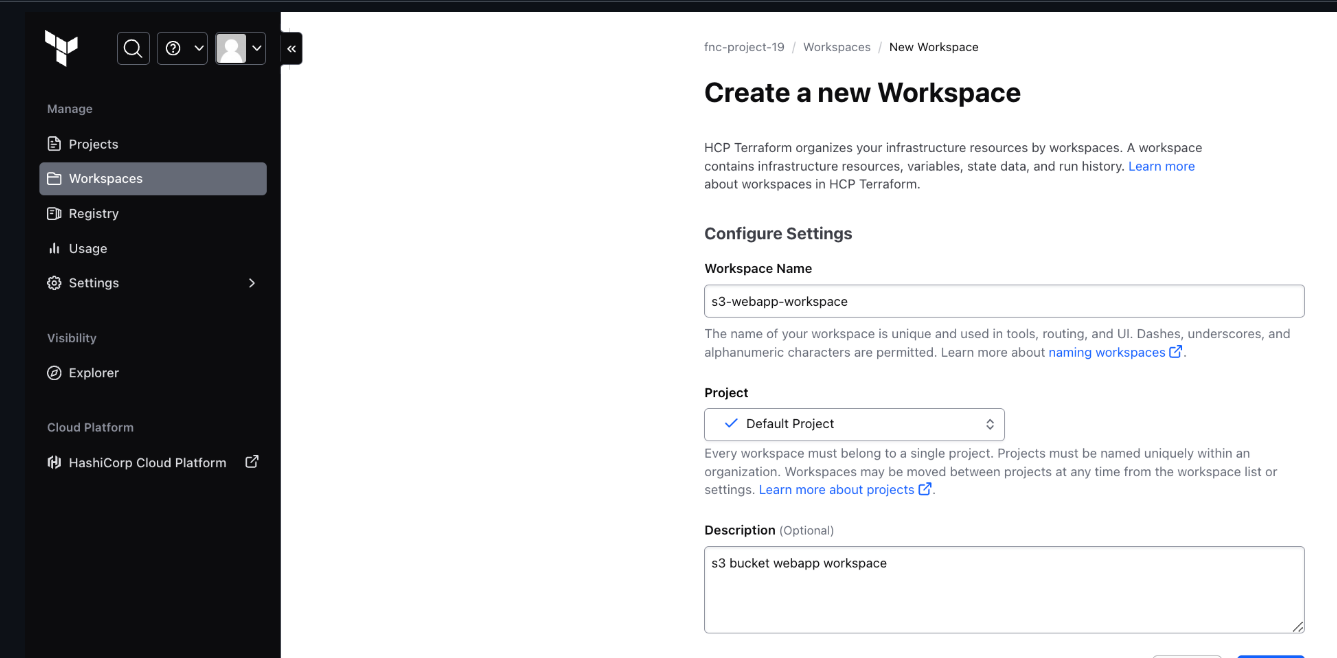 Manage
Projects
Workspaces
Registry
Usage
Settings
Visibility
Explorer
Cloud Platform
HashiCorp Cloud Platform
fnc-project-19 / Workspaces / New Workspace
Create a new Workspace
HCP Terraform organizes your infrastructure resources by workspaces. A workspace
contains infrastructure resources, variables, state data, and run history. Learn more
about workspaces in HCP Terraform.
Configure Settings
Workspace Name
s3-webapp-workspace
The name of your workspace is unique and used in tools, routing, and UI. Dashes, underscores, and
alphanumeric characters are permitted. Learn more about naming workspaces.
Project
Default Project
Every workspace must belong to a single project. Projects must be named uniquely within an
organization. Workspaces may be moved between projects at any time from the workspace list or
settings. Learn more about projects.
Description (Optional)
s3 bucket webapp workspace